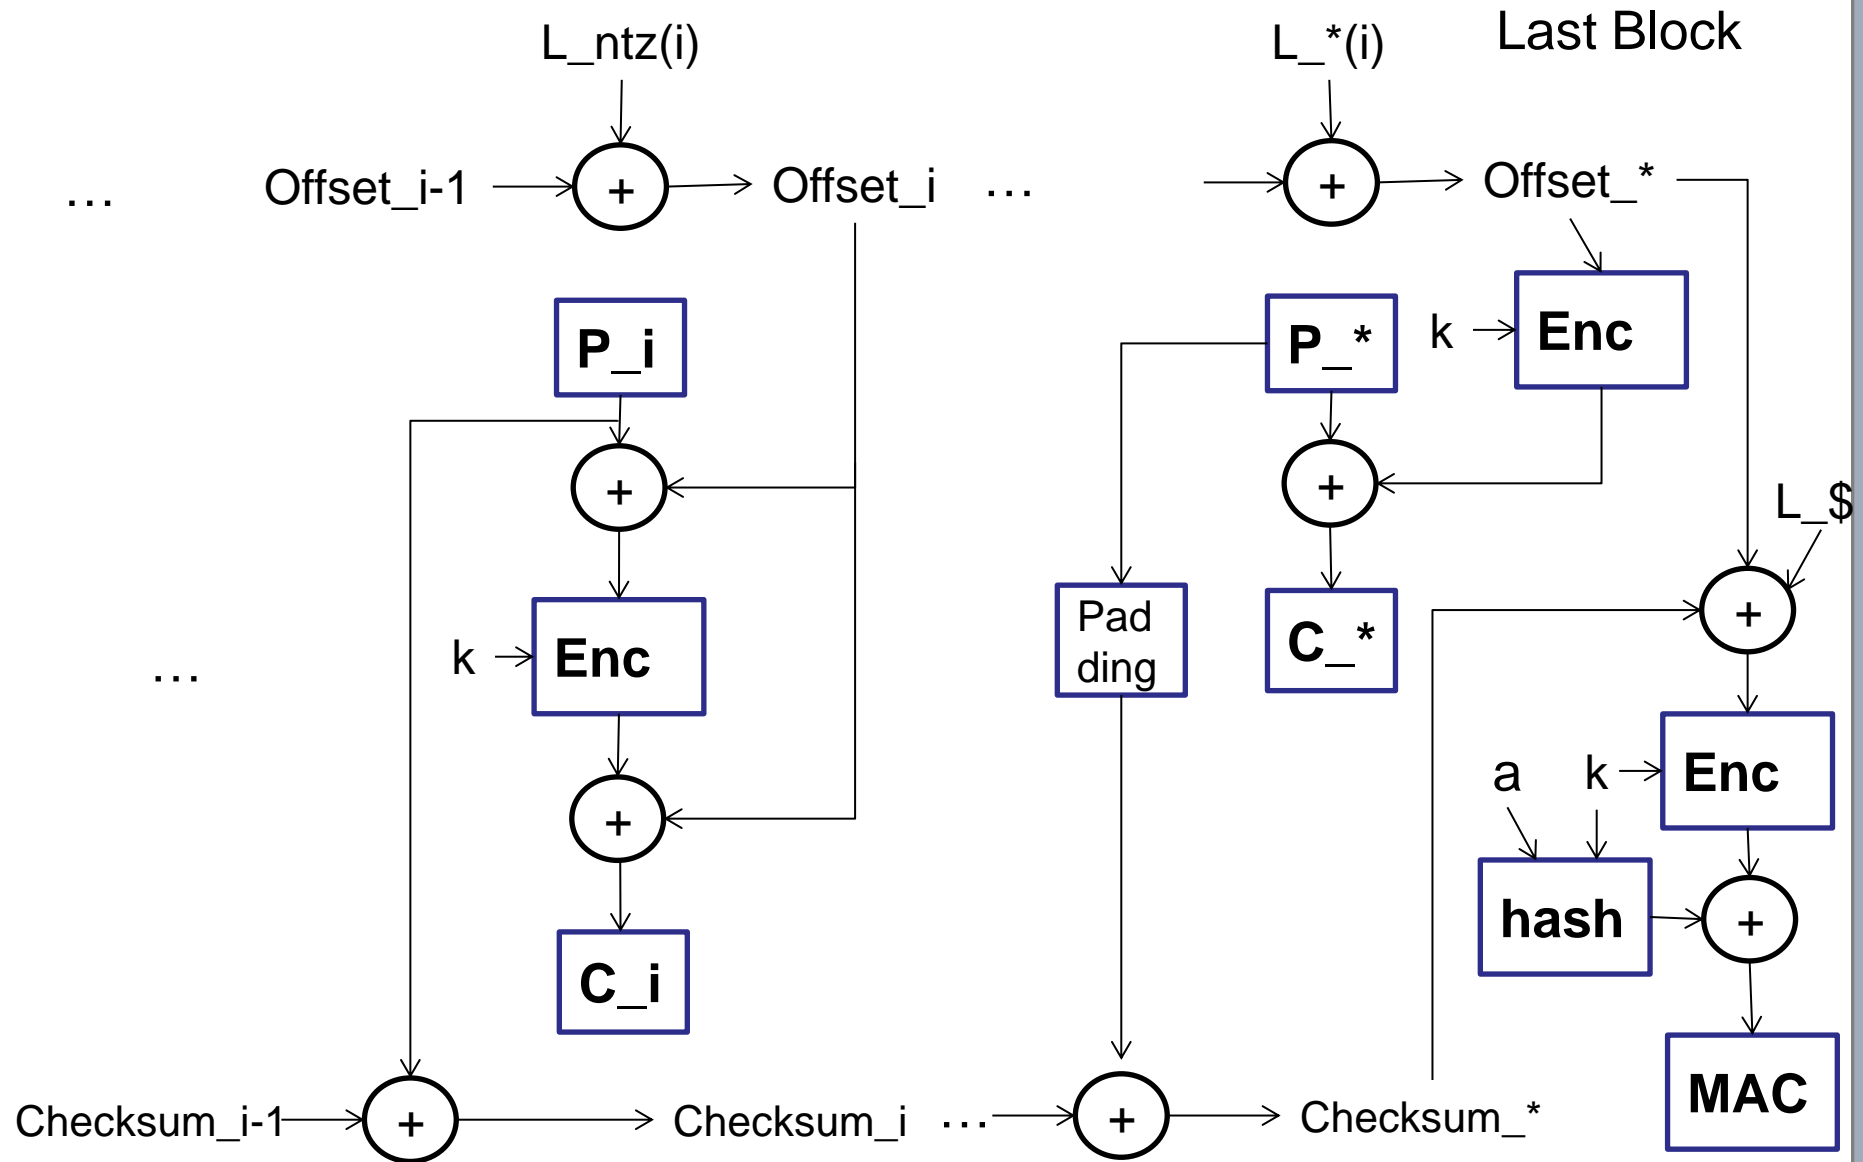 L_ntz(i)
L_*(i)
Last Block
…
Offset_i-1
+
Offset_i
…
+
Offset_*
P_i
P_*
k
Enc
+
+
L_$
Pad
ding
C_*
+
…
k
Enc
a
k
Enc
+
hash
+
C_i
MAC
Checksum_i-1
+
Checksum_i
…
+
Checksum_*